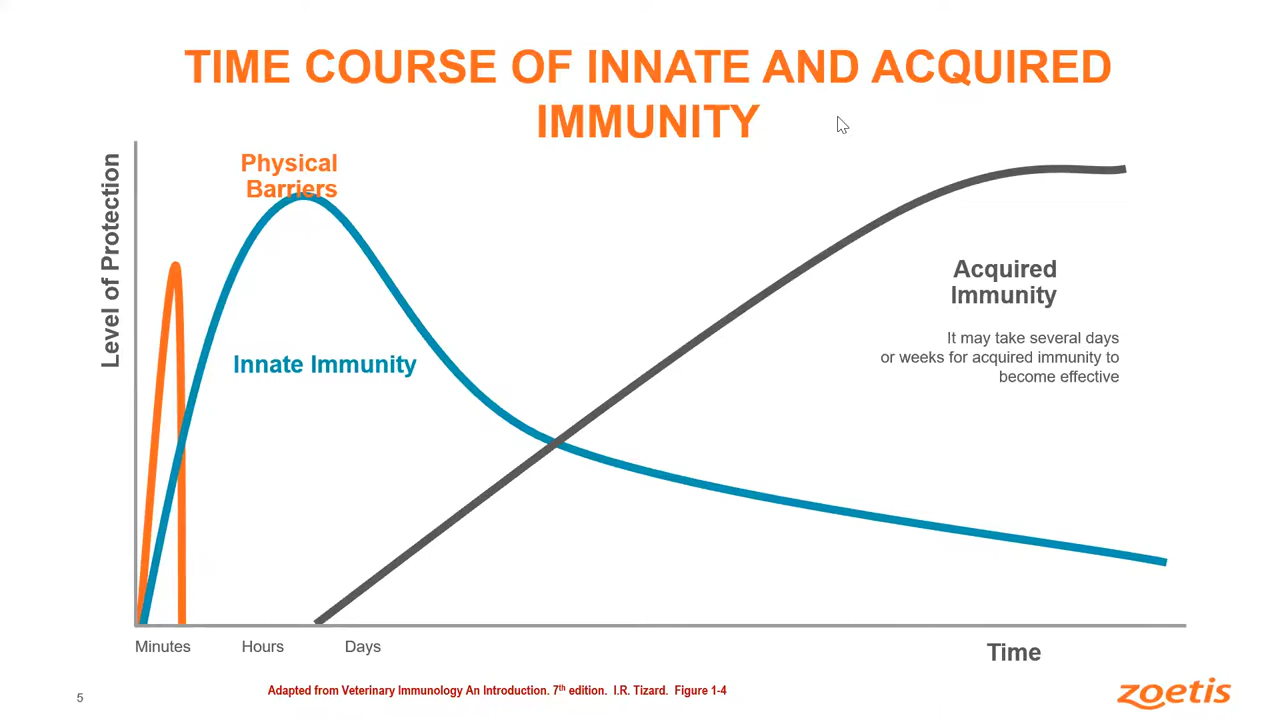 TIME COURSE OF INNATE AND ACQUIRED
IMMUNITY
Level of Protection
Physical
Barriers
Innate Immunity
Acquired
Immunity
It may take several days
or weeks for acquired immunity to
become effective
Minutes
Hours
Days
Time
Adapted from Veterinary Immunology An Introduction. 7th edition. I.R. Tizard. Figure 1-4
5
zoetis